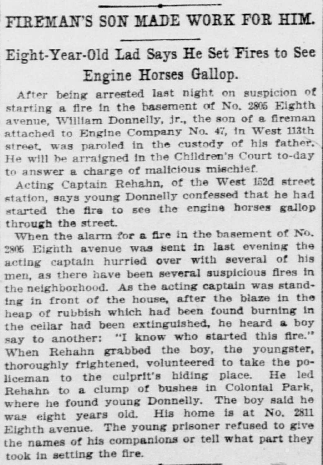 FIREMAN'S SON MADE WORK FOR HIM.
Eight-Year-Old Lad Says He Set Fires to See
Engine Horses Gallop.
After being arrested last night on suspicion of
starting a fire in the basement of No. 2805 Eighth
avenue, William Donnelly, jr., the son of a fireman
attached to Engine Company No. 47, in West 113th
street, was paroled in the custody of his father.
He will be arraigned in the Children's Court to-day
to answer a charge of malicious mischief.
Acting Captain Rehahn, of the West 152d street
station, says young Donnelly confessed that he had
started the fire to see the engine horses gallop
through the street.
When the alarm for a fire in the basement of No.
2805 Eighth avenue was sent in last evening the
acting captain hurried over with several of his
men, as there have been several suspicious fires in
the neighborhood. As the acting captain was stand-
ing in front of the house, after the blaze in the
heap of rubbish which had been found burning in
the cellar had been extinguished, he heard a boy
say to another: "I know who started this fire."
When Rehahn grabbed the boy, the youngster,
thoroughly frightened, volunteered to take the po-
liceman to the culprit's hiding place. He led
Rehahn to a clump of bushes in Colonial Park,
where he found young Donnelly. The boy said he
was eight years old. His home is at No. 2811
Eighth avenue. The young prisoner refused to give
the names of his companions or tell what part they
took in setting the fire.